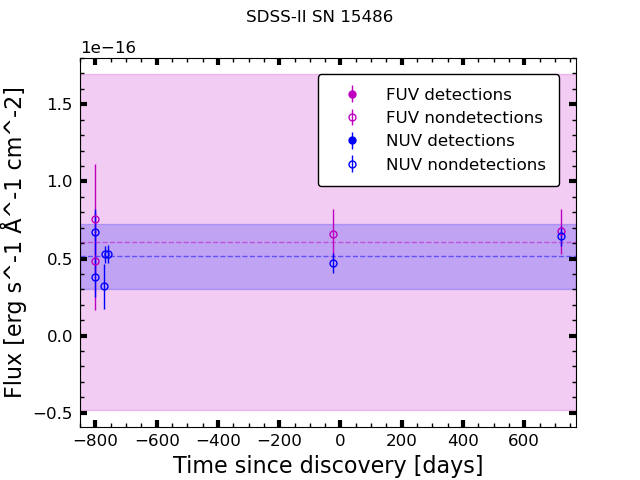 SDSS-II SN 15486
1e−16
Flux [erg s^-1 Å^-1 cm^-2]
1.5
1.0
0.5
0.0
−0.5
FUV detections
FUV nondetections
NUV detections
NUV nondetections
−800 −600 −400 −200 0 200 400 600
Time since discovery [days]